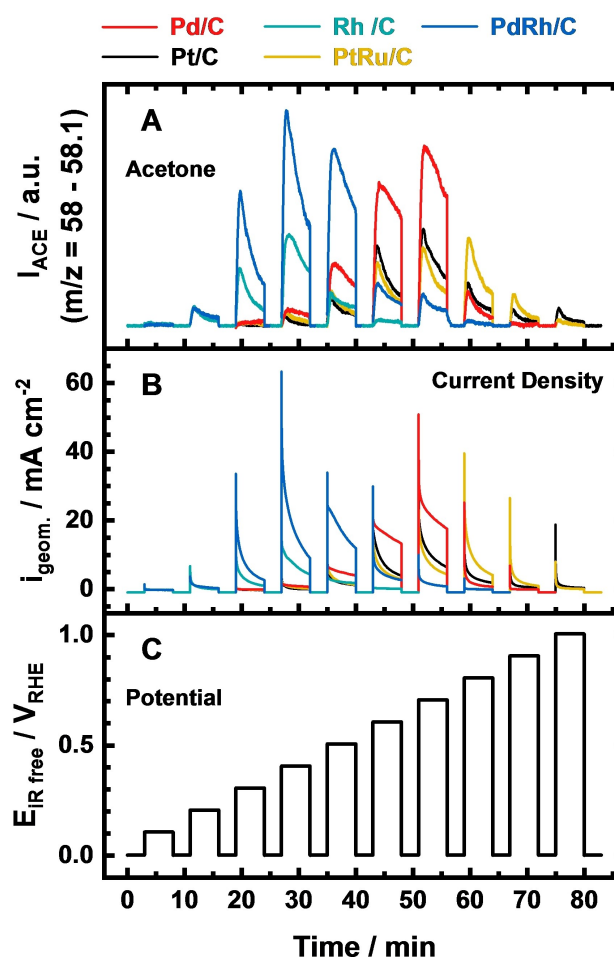 Pd/C Rh /C PdRh/C
Pt/C PtRu/C
A
Acetone
I_ACE / a.u.
(m/z = 58 - 58.1)
B
Current Density
60
40
20
0
i_geom. / mA cm⁻²
C
Potential
1.0
0.5
0.0
E_iR free / V_RHE
0 10 20 30 40 50 60 70 80
Time / min